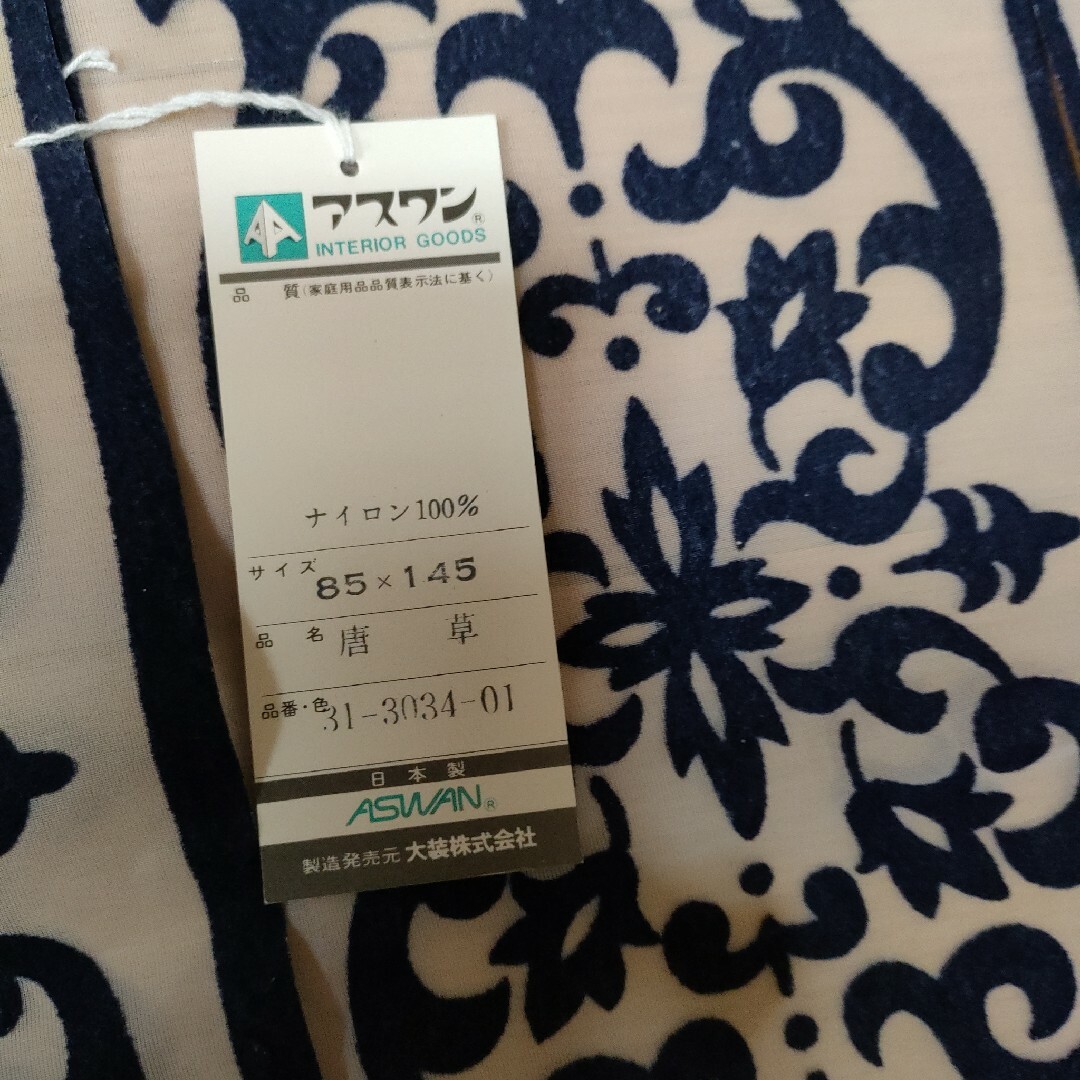 アスワン®
INTERIOR GOODS
品 質(家庭用品品質表示法に基く)
ナイロン100%
サイズ 85×145
品 名 唐 草
品番・色 31-3034-01
日本製
ASWAN®
製造発売元 大装株式会社